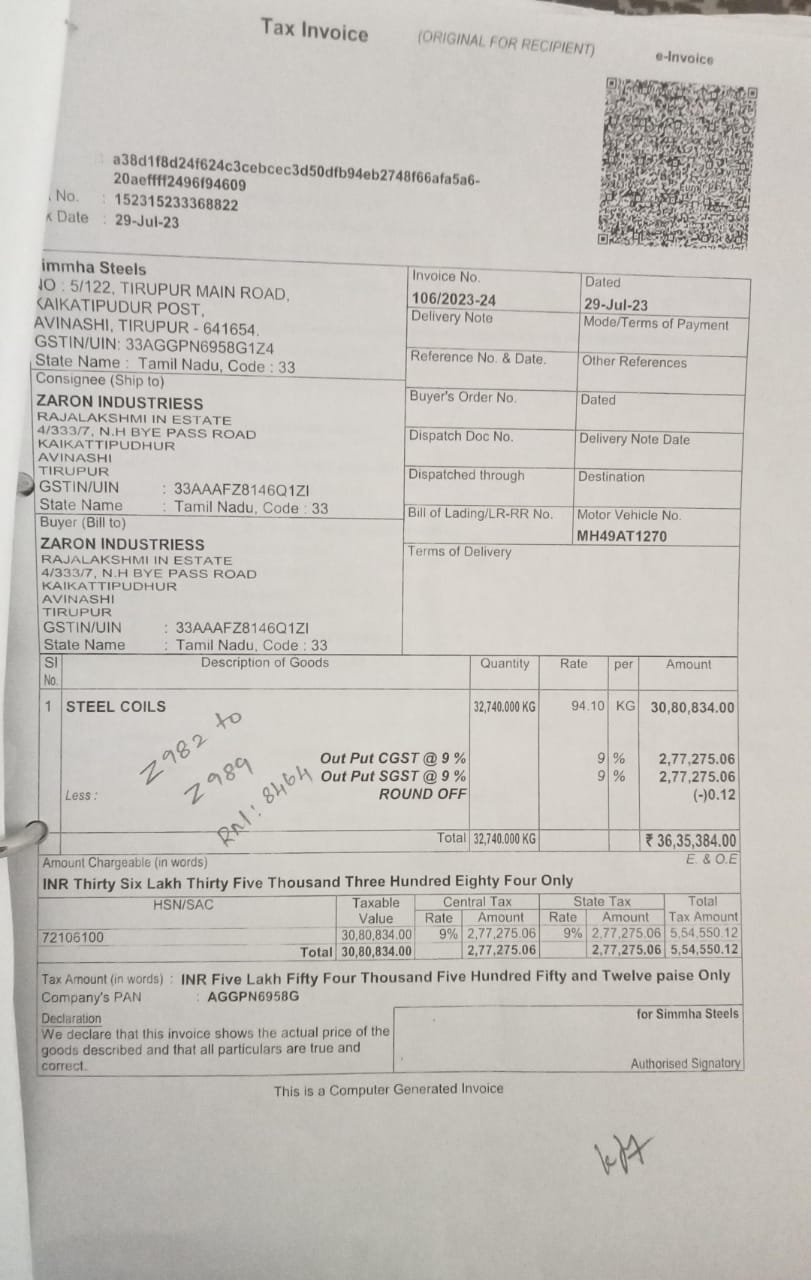 Tax Invoice
(ORIGINAL FOR RECIPIENT)
e-Invoice
: a38d1f8d24f624c3cebcec3d50dfb94eb2748f66afa5a6-
20aeffff2496f94609
No. : 152315233368822
Date : 29-Jul-23
immha Steels
: 5/122, TIRUPUR MAIN ROAD,
KAIKATIPUDUR POST,
AVINASHI, TIRUPUR - 641654.
GSTIN/UIN: 33AGGPN6958G1Z4
State Name : Tamil Nadu, Code : 33
Invoice No.
106/2023-24
Dated
29-Jul-23
Delivery Note
Mode/Terms of Payment
Reference No. & Date.
Other References
Consignee (Ship to)
ZARON INDUSTRIESS
RAJALAKSHMI IN ESTATE
4/333/7, N.H BYE PASS ROAD
KAIKATTIPUDHUR
AVINASHI
TIRUPUR
GSTIN/UIN : 33AAAFZ8146Q1ZI
State Name : Tamil Nadu, Code : 33
Buyer's Order No.
Dated
Dispatch Doc No.
Delivery Note Date
Dispatched through
Destination
Bill of Lading/LR-RR No.
Motor Vehicle No.
MH49AT1270
Buyer (Bill to)
ZARON INDUSTRIESS
RAJALAKSHMI IN ESTATE
4/333/7, N.H BYE PASS ROAD
KAIKATTIPUDHUR
AVINASHI
TIRUPUR
GSTIN/UIN : 33AAAFZ8146Q1ZI
State Name : Tamil Nadu, Code : 33
Terms of Delivery
Sl No. Description of Goods Quantity Rate per Amount
1 STEEL COILS 32,740.000 KG 94.10 KG 30,80,834.00
Z982 to
Z989
8464
Out Put CGST @ 9 % 9 % 2,77,275.06
Out Put SGST @ 9 % 9 % 2,77,275.06
Less : ROUND OFF (-)0.12
Total 32,740.000 KG ₹ 36,35,384.00
Amount Chargeable (in words) E. & O.E
INR Thirty Six Lakh Thirty Five Thousand Three Hundred Eighty Four Only
HSN/SAC Taxable Central Tax State Tax Total
Value Rate Amount Rate Amount Tax Amount
72106100 30,80,834.00 9% 2,77,275.06 9% 2,77,275.06 5,54,550.12
Total 30,80,834.00 2,77,275.06 2,77,275.06 5,54,550.12
Tax Amount (in words) : INR Five Lakh Fifty Four Thousand Five Hundred Fifty and Twelve paise Only
Company's PAN : AGGPN6958G
Declaration
We declare that this invoice shows the actual price of the
goods described and that all particulars are true and
correct.
for Simmha Steels
Authorised Signatory
This is a Computer Generated Invoice